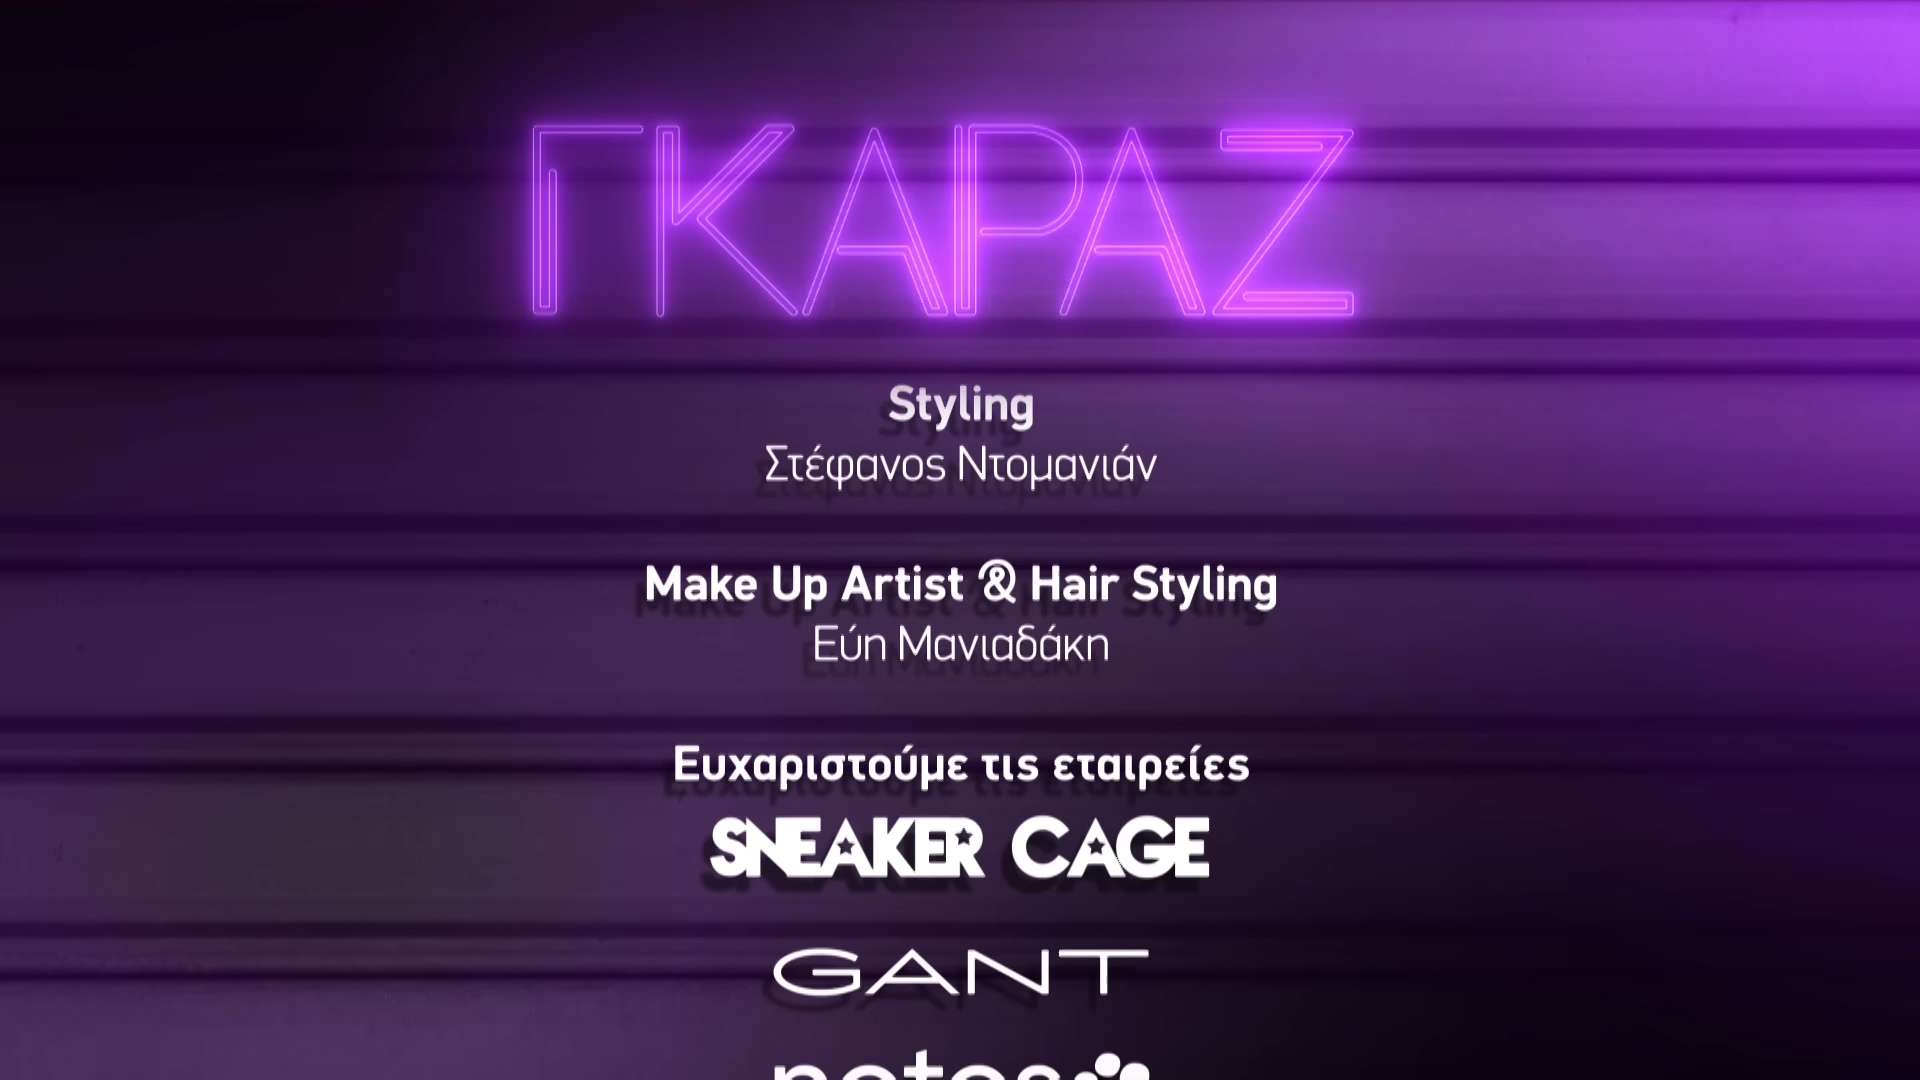 ΓΚΑΡΑΖ
Styling
Στέφανος Ντομανιάν
Make Up Artist & Hair Styling
Εύη Μανιαδάκη
Ευχαριστούμε τις εταιρείες
SNEAKER CAGE
GANT